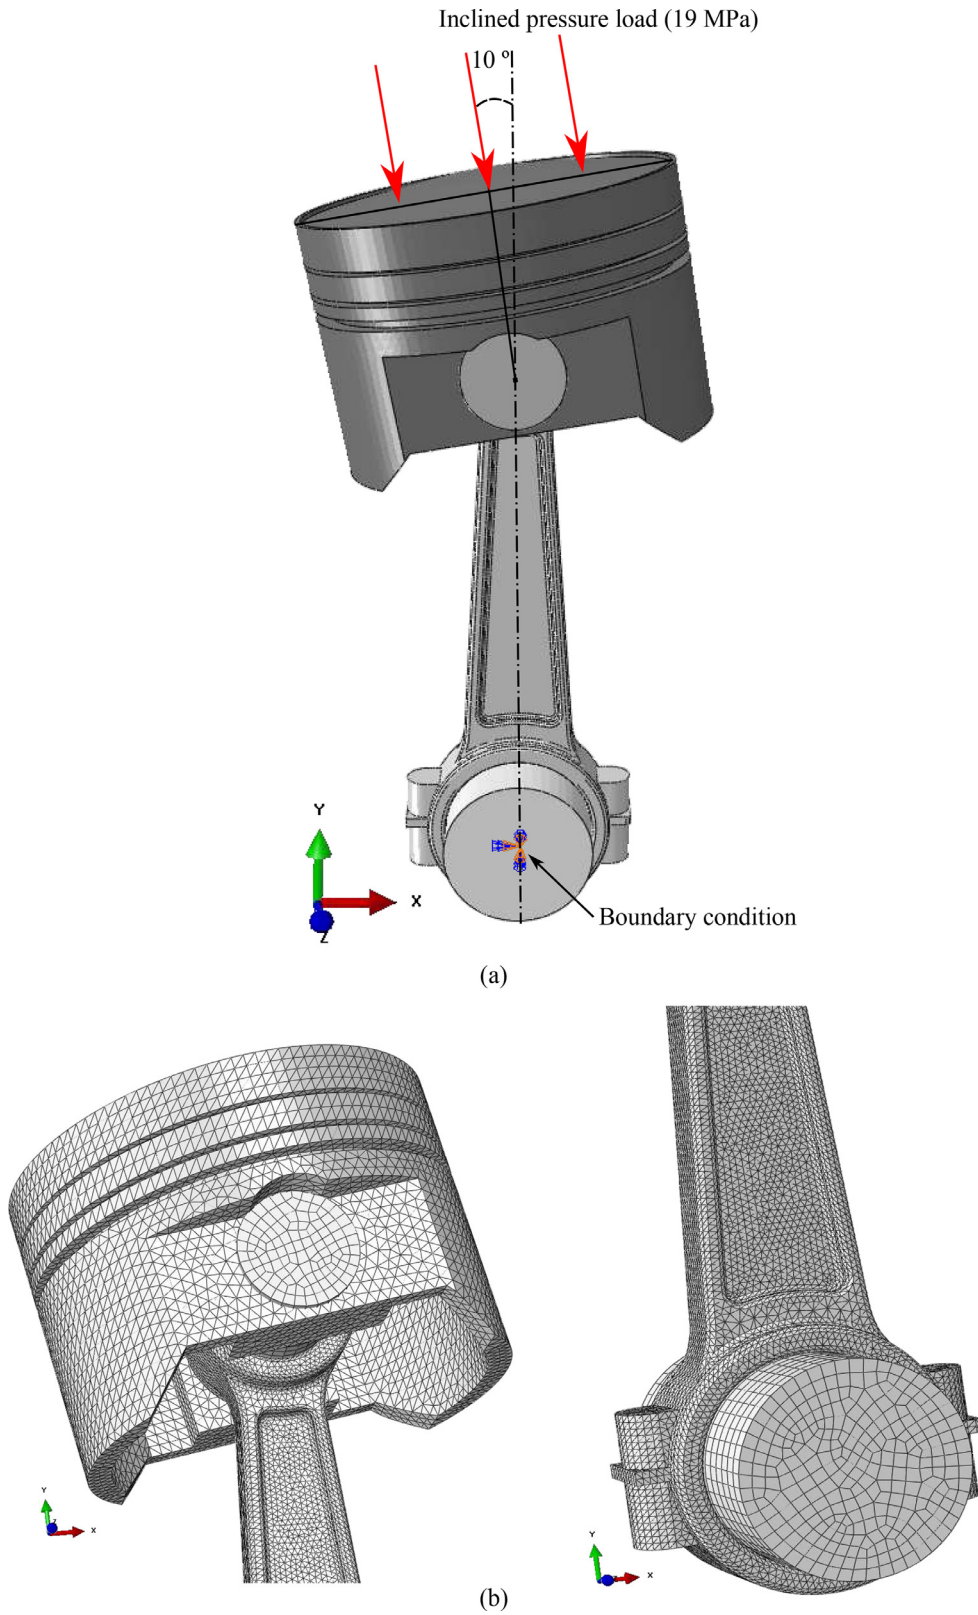 Inclined pressure load (19 MPa)
10 º
Y
X
Z
Boundary condition
(a)
Y
X
Y
X
(b)